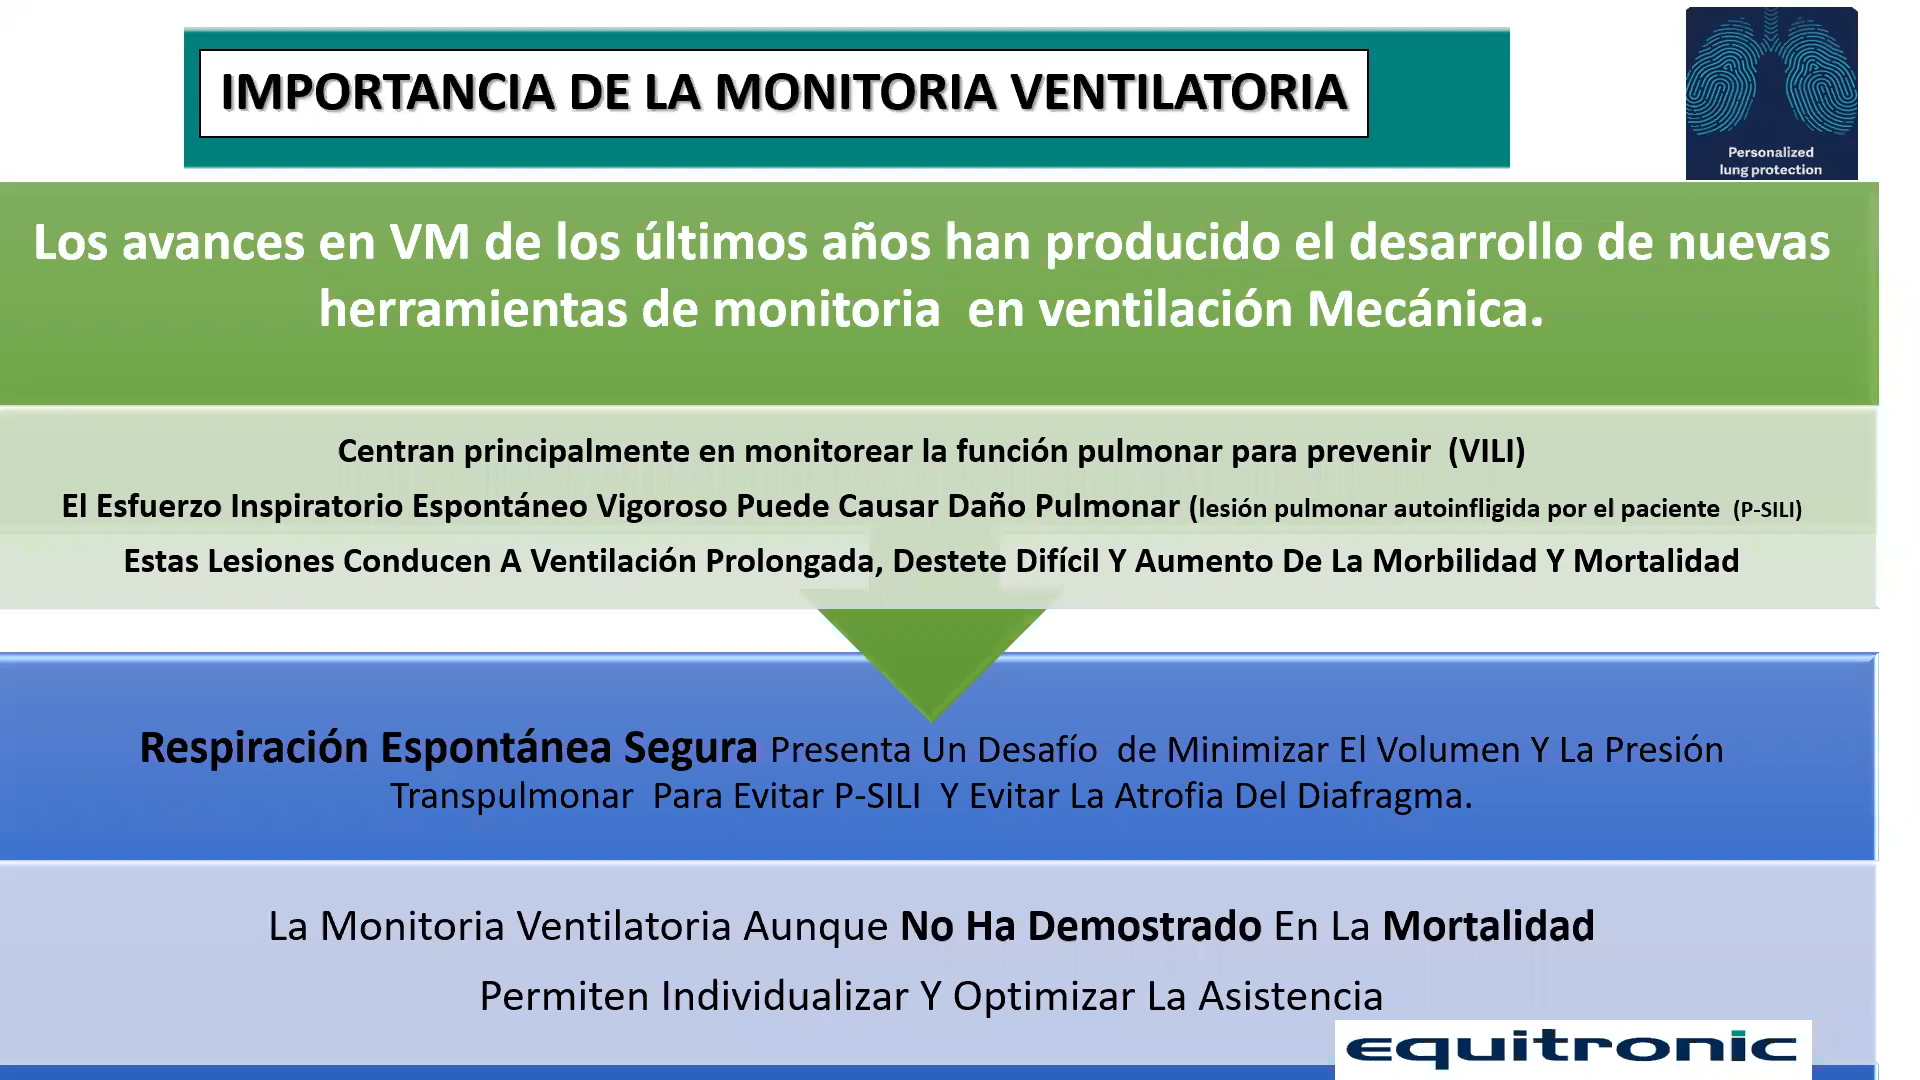 IMPORTANCIA DE LA MONITORIA VENTILATORIA
Personalized
lung protection
Los avances en VM de los últimos años han producido el desarrollo de nuevas
herramientas de monitoria en ventilación Mecánica.
Centran principalmente en monitorear la función pulmonar para prevenir (VILI)
El Esfuerzo Inspiratorio Espontáneo Vigoroso Puede Causar Daño Pulmonar (lesión pulmonar autoinfligida por el paciente (P-SILI)
Estas Lesiones Conducen A Ventilación Prolongada, Destete Difícil Y Aumento De La Morbilidad Y Mortalidad
Respiración Espontánea Segura Presenta Un Desafío de Minimizar El Volumen Y La Presión
Transpulmonar Para Evitar P-SILI Y Evitar La Atrofia Del Diafragma.
La Monitoria Ventilatoria Aunque No Ha Demostrado En La Mortalidad
Permiten Individualizar Y Optimizar La Asistencia
equitronic